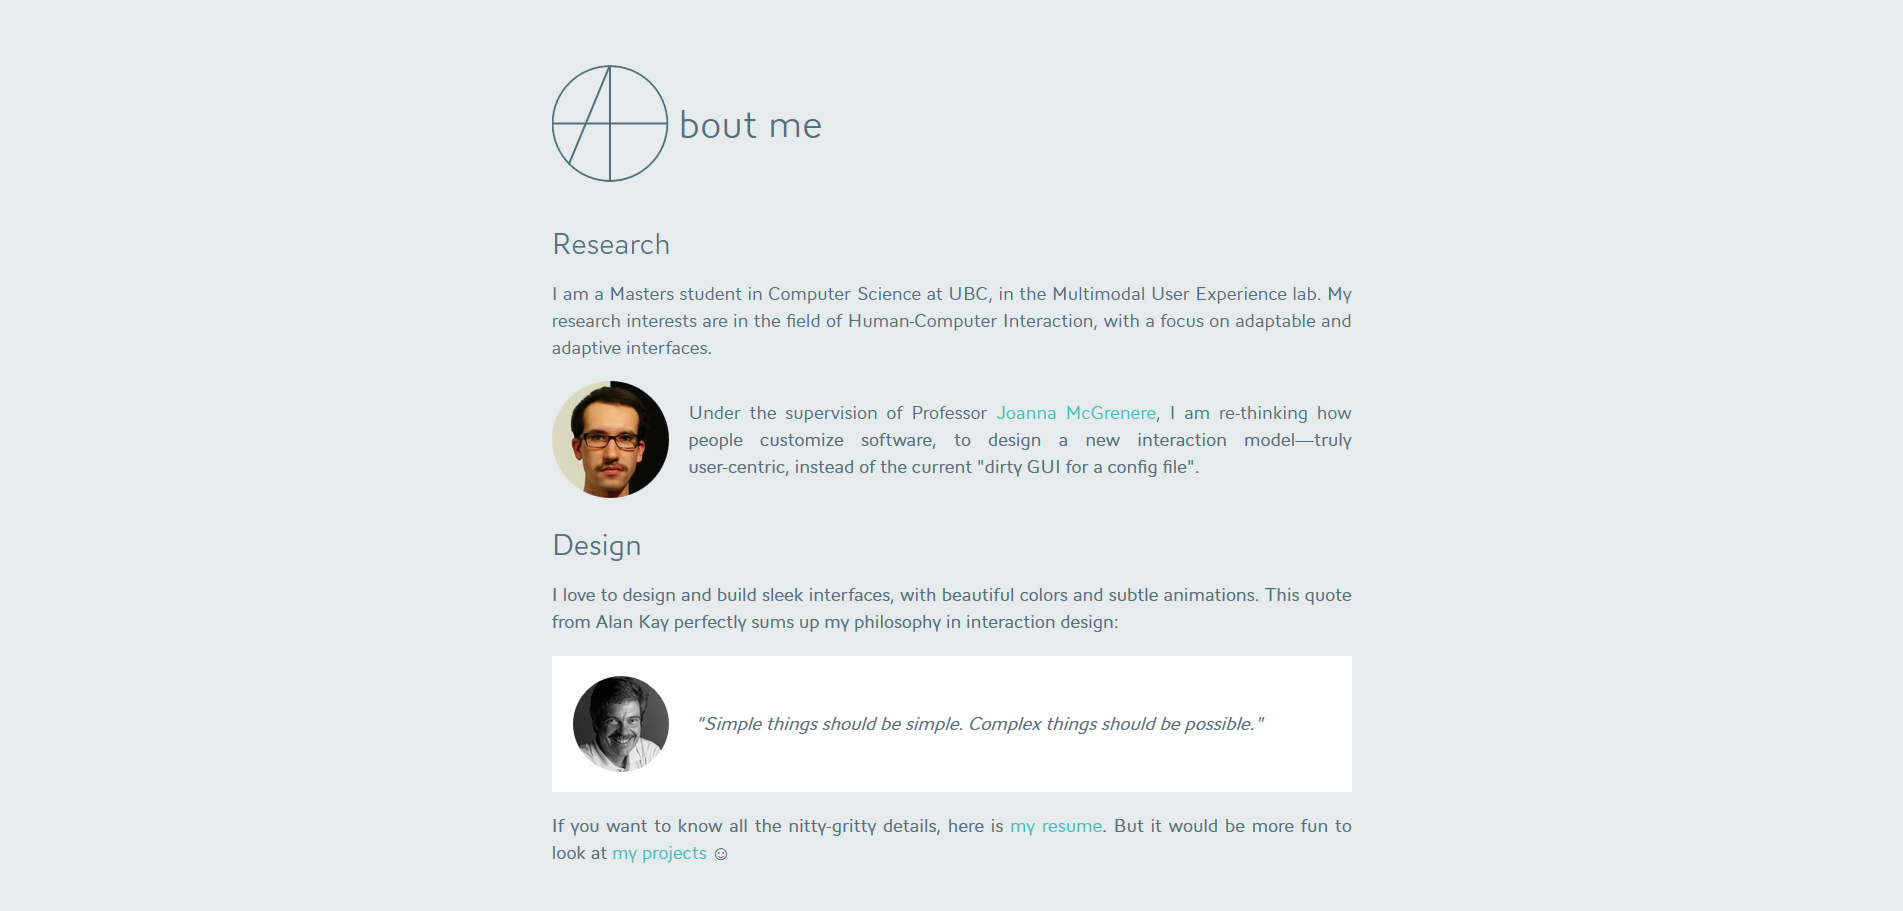 About me
Research
I am a Masters student in Computer Science at UBC, in the Multimodal User Experience lab. My
research interests are in the field of Human-Computer Interaction, with a focus on adaptable and
adaptive interfaces.
Under the supervision of Professor Joanna McGrenere, I am re-thinking how
people customize software, to design a new interaction model—truly
user-centric, instead of the current "dirty GUI for a config file".
Design
I love to design and build sleek interfaces, with beautiful colors and subtle animations. This quote
from Alan Kay perfectly sums up my philosophy in interaction design:
"Simple things should be simple. Complex things should be possible."
If you want to know all the nitty-gritty details, here is my resume. But it would be more fun to
look at my projects ☺